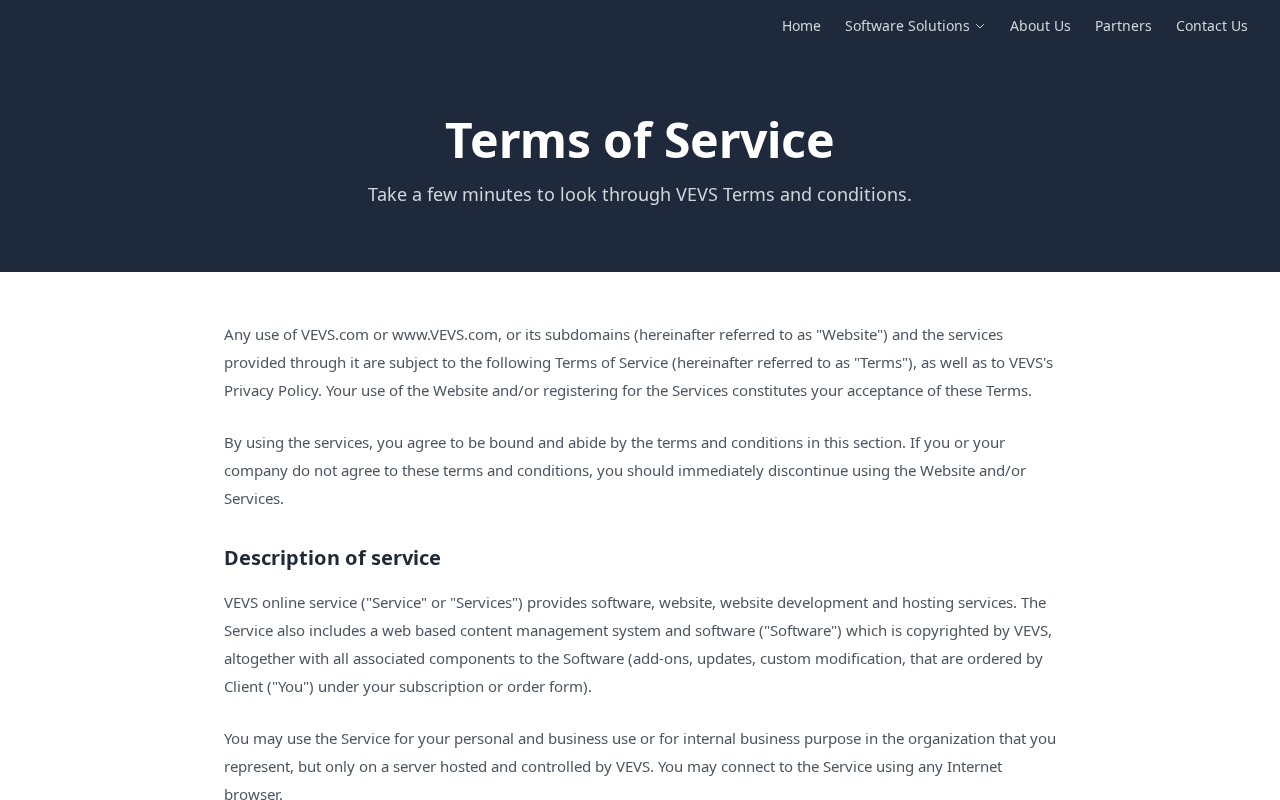 Home
Software Solutions
About Us
Partners
Contact Us
Terms of Service
Take a few minutes to look through VEVS Terms and conditions.
Any use of VEVS.com or www.VEVS.com, or its subdomains (hereinafter referred to as "Website") and the services
provided through it are subject to the following Terms of Service (hereinafter referred to as "Terms"), as well as to VEVS's
Privacy Policy. Your use of the Website and/or registering for the Services constitutes your acceptance of these Terms.
By using the services, you agree to be bound and abide by the terms and conditions in this section. If you or your
company do not agree to these terms and conditions, you should immediately discontinue using the Website and/or
Services.
Description of service
VEVS online service ("Service" or "Services") provides software, website, website development and hosting services. The
Service also includes a web based content management system and software ("Software") which is copyrighted by VEVS,
altogether with all associated components to the Software (add-ons, updates, custom modification, that are ordered by
Client ("You") under your subscription or order form).
You may use the Service for your personal and business use or for internal business purpose in the organization that you
represent, but only on a server hosted and controlled by VEVS. You may connect to the Service using any Internet
browser.